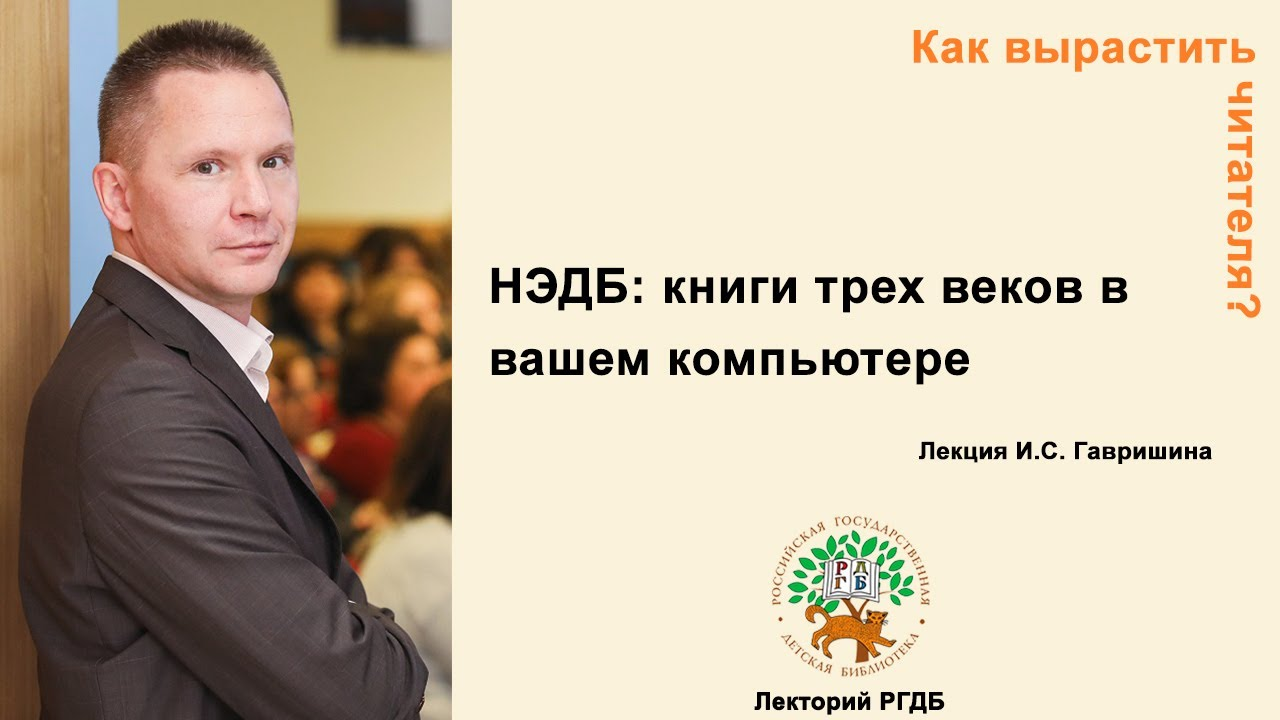 Как вырастить
читателя?
НЭДБ: книги трех веков в
вашем компьютере
Лекция И.С. Гавришина
РОССИЙСКАЯ ГОСУДАРСТВЕННАЯ
РГДБ
ДЕТСКАЯ БИБЛИОТЕКА
Лекторий РГДБ